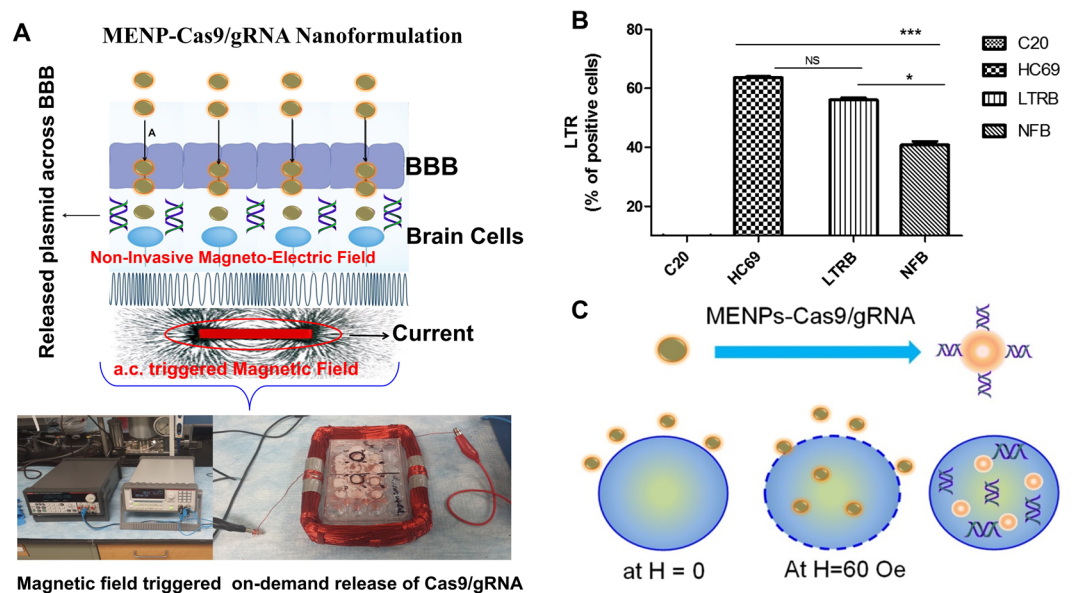 A
MENP-Cas9/gRNA Nanoformulation
Released plasmid across BBB
A
BBB
Brain Cells
Non-Invasive Magneto-Electric Field
Current
a.c. triggered Magnetic Field
Magnetic field triggered on-demand release of Cas9/gRNA
B
LTR
(% of positive cells)
80
60
40
20
***
NS
*
C20
HC69
LTRB
NFB
C20
HC69
LTRB
NFB
C
MENPs-Cas9/gRNA
at H = 0
At H=60 Oe